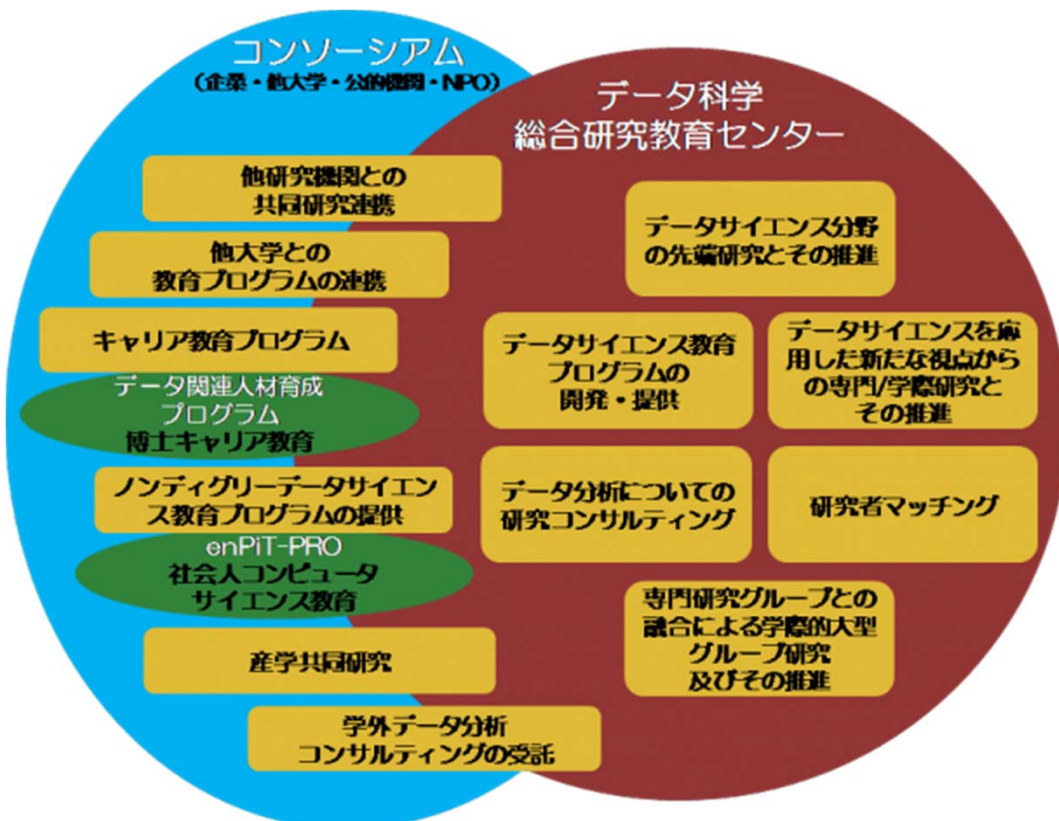 コンソーシアム
(企業・他大学・公的機関・NPO)
データ科学
総合研究教育センター
他研究機関との
共同研究連携
他大学との
教育プログラムの連携
キャリア教育プログラム
データ関連人材育成
プログラム
博士キャリア教育
ノンディグリーデータサイエン
ス教育プログラムの提供
enPiT-PRO
社会人コンピュータ
サイエンス教育
産学共同研究
学外データ分析
コンサルティングの受託
データサイエンス分野
の先端研究とその推進
データサイエンス教育
プログラムの
開発・提供
データサイエンスを応
用した新たな視点から
の専門/学際研究と
その推進
データ分析についての
研究コンサルティング
研究者マッチング
専門研究グループとの
融合による学際的大型
グループ研究
及びその推進